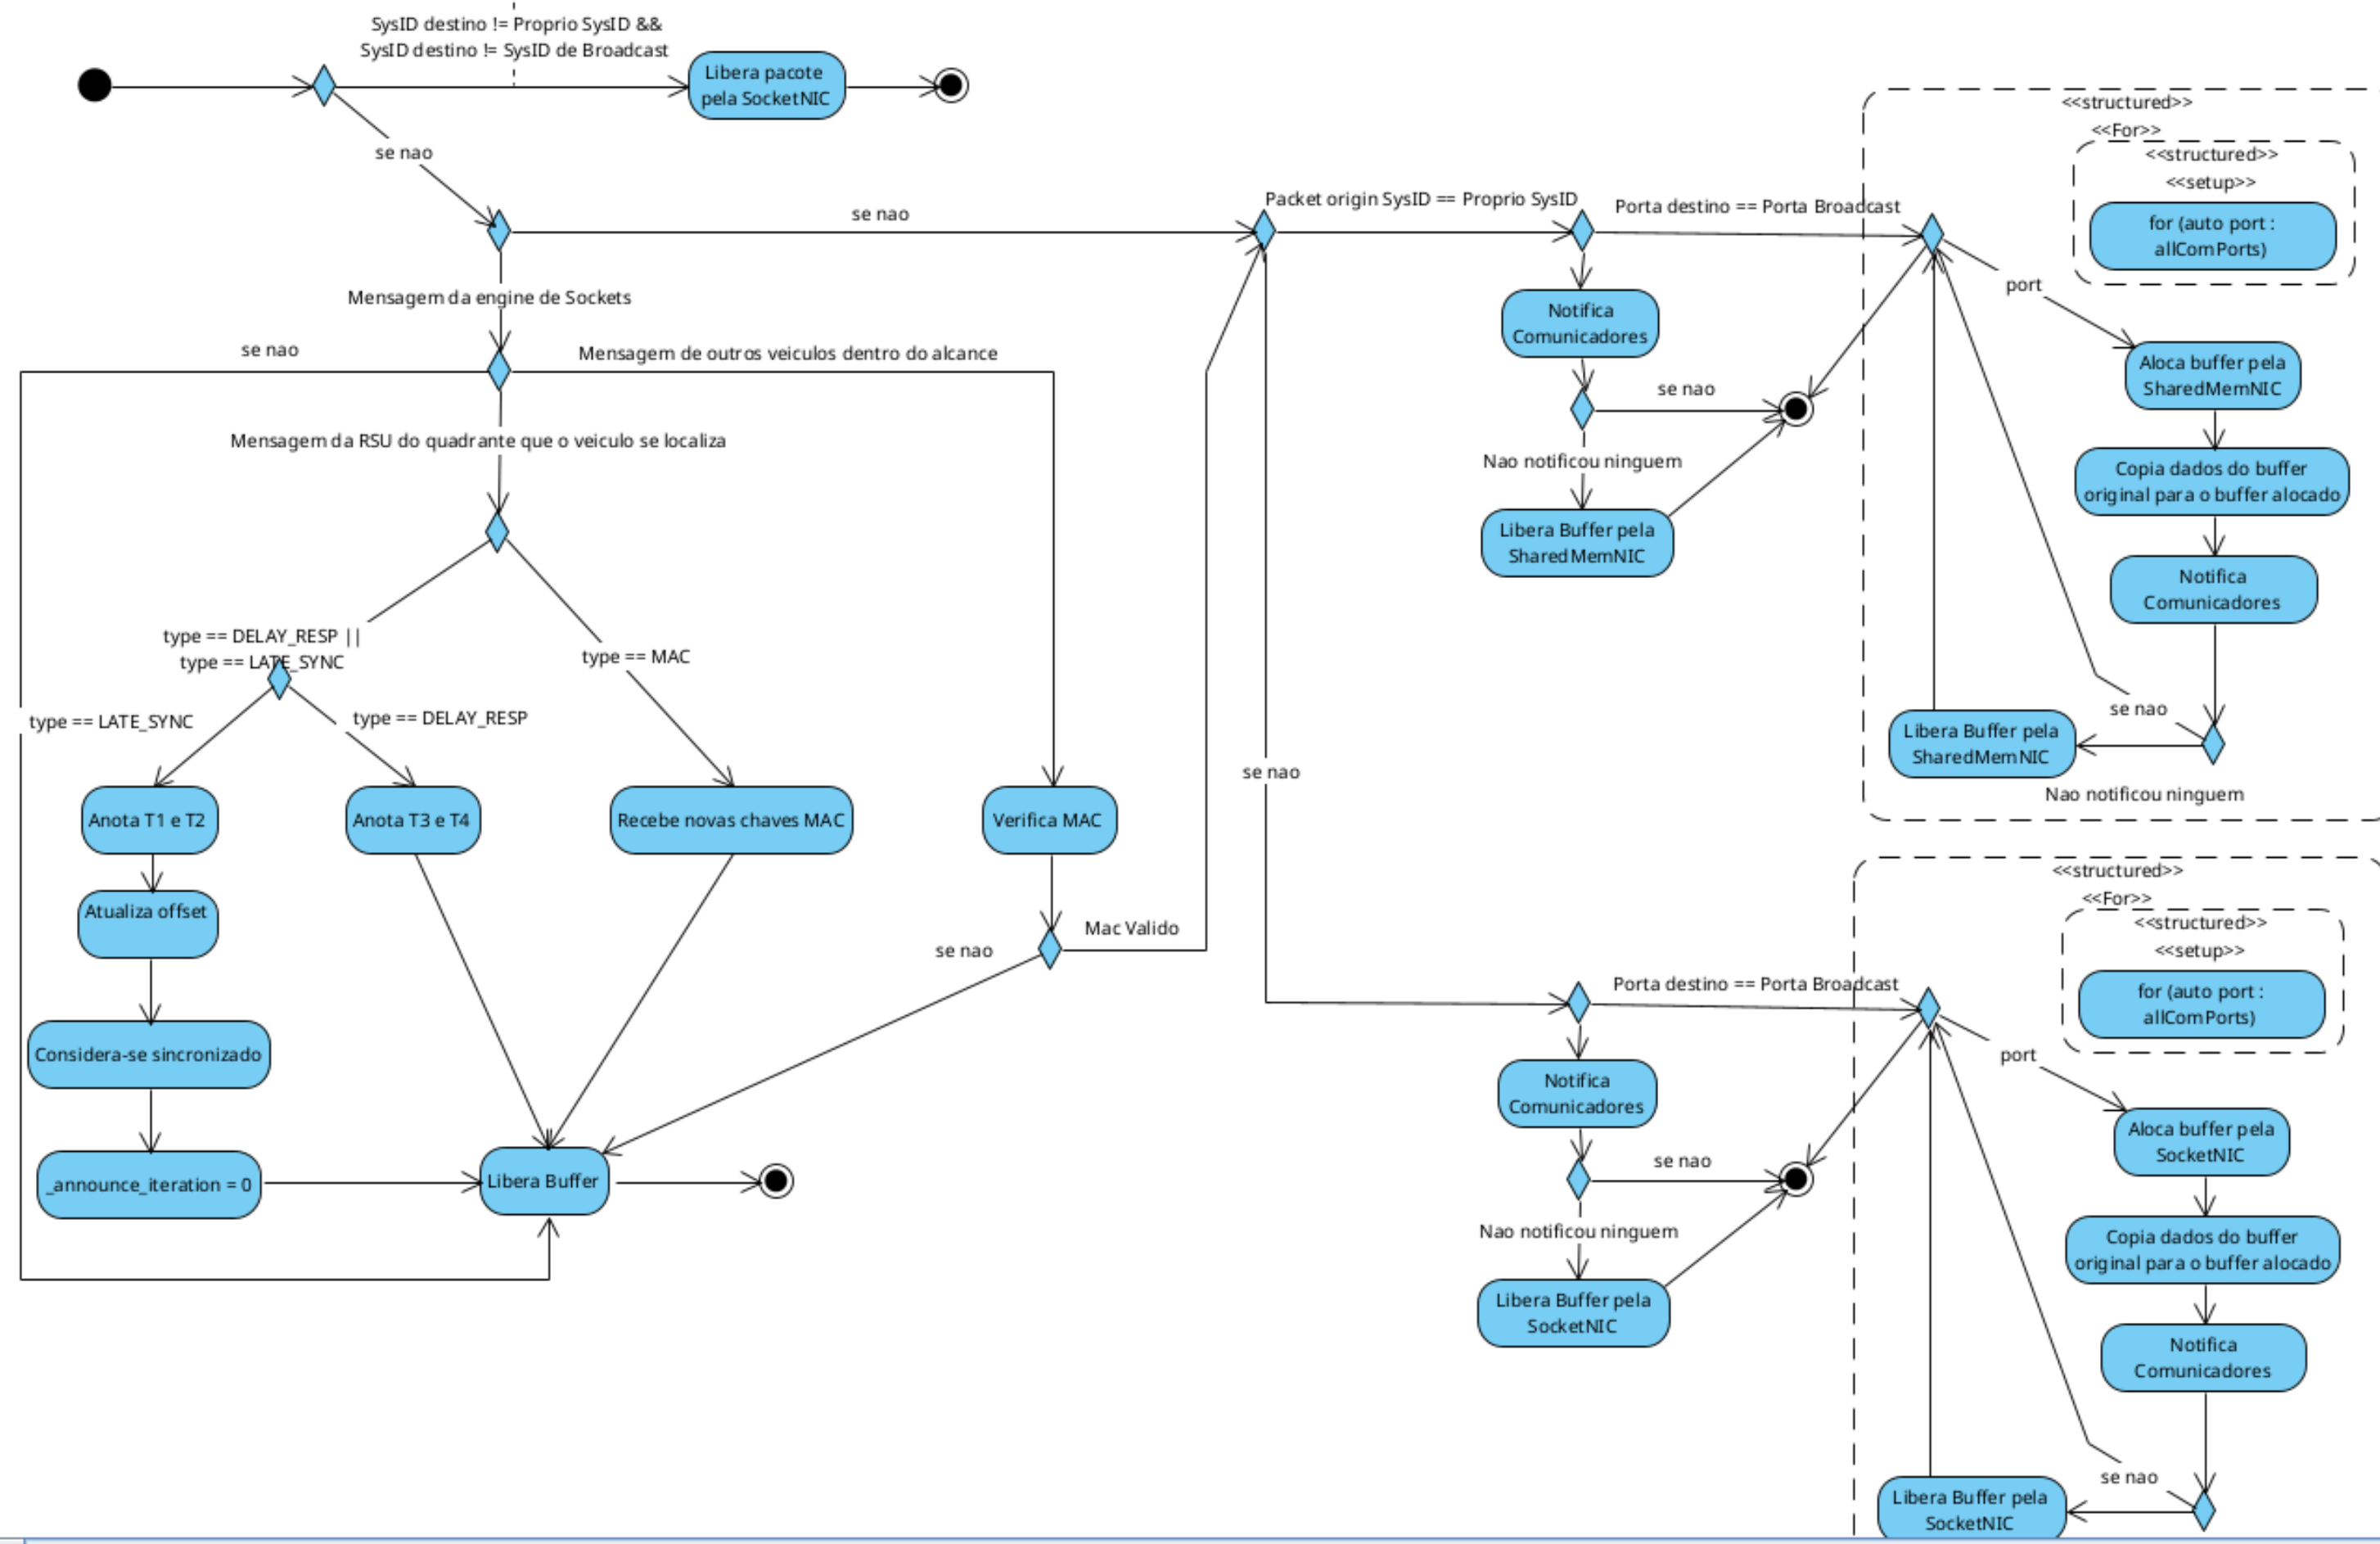 SysID destino != Proprio SysID &&
SysID destino != SysID de Broadcast
Libera pacote
pela SocketNIC
se nao
se nao
Mensagem da engine de Sockets
se nao
Mensagem de outros veiculos dentro do alcance
Mensagem da RSU do quadrante que o veiculo se localiza
type == DELAY_RESP ||
type == LATE_SYNC
type == MAC
type == LATE_SYNC
type == DELAY_RESP
Anota T1 e T2
Anota T3 e T4
Recebe novas chaves MAC
Verifica MAC
Atualiza offset
Mac Valido
se nao
Considera-se sincronizado
_announce_iteration = 0
Libera Buffer
Packet origin SysID == Proprio SysID
Porta destino == Porta Broadcast
Notifica
Comunicadores
se nao
Nao notificou ninguem
Libera Buffer pela
SharedMemNIC
<<structured>>
<<For>>
<<structured>>
<<setup>>
for (auto port :
allComPorts)
port
Aloca buffer pela
SharedMemNIC
Copia dados do buffer
original para o buffer alocado
Notifica
Comunicadores
se nao
Libera Buffer pela
SharedMemNIC
Nao notificou ninguem
se nao
Porta destino == Porta Broadcast
Notifica
Comunicadores
se nao
Nao notificou ninguem
Libera Buffer pela
SocketNIC
<<structured>>
<<For>>
<<structured>>
<<setup>>
for (auto port :
allComPorts)
port
Aloca buffer pela
SocketNIC
Copia dados do buffer
original para o buffer alocado
Notifica
Comunicadores
se nao
Libera Buffer pela
SocketNIC